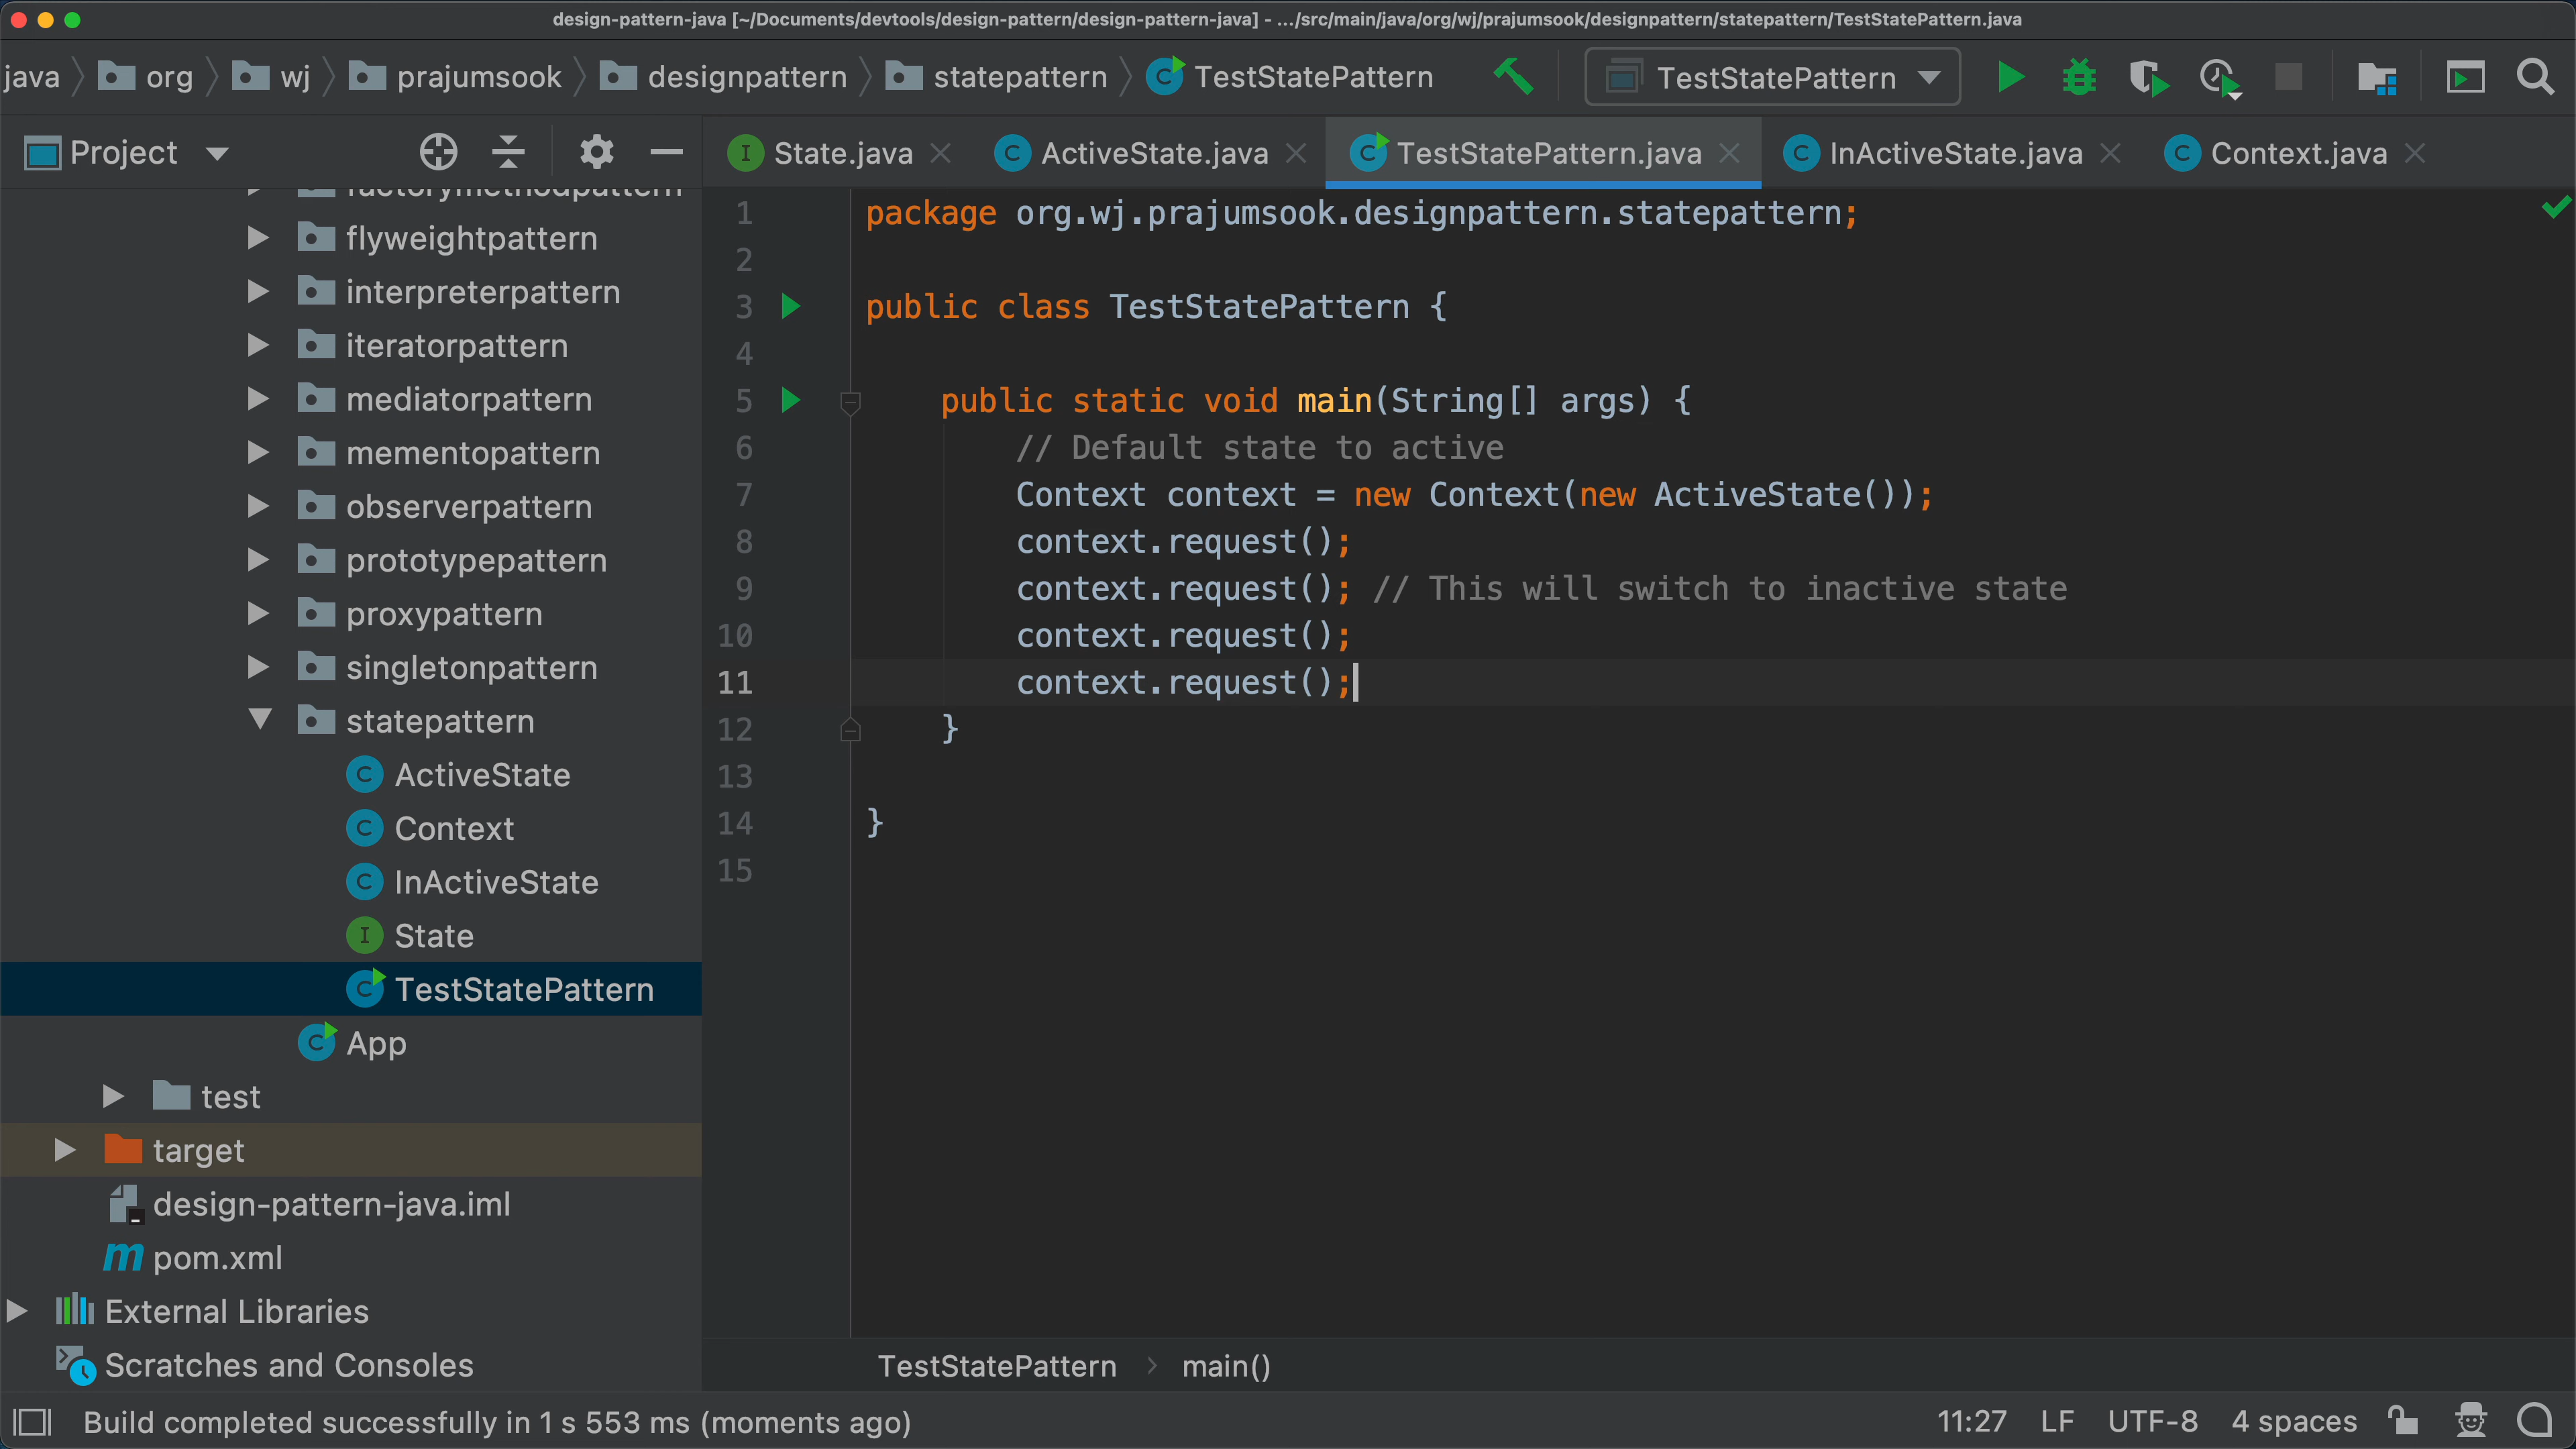 design-pattern-java [~/Documents/devtools/design-pattern/design-pattern-java] - .../src/main/java/org/wj/prajumsook/designpattern/statepattern/TestStatePattern.java
java org wj prajumsook designpattern statepattern TestStatePattern TestStatePattern
Project State.java ActiveState.java TestStatePattern.java InActiveState.java Context.java
factorymethodpattern
flyweightpattern
interpreterpattern
iteratorpattern
mediatorpattern
mementopattern
observerpattern
prototypepattern
proxypattern
singletonpattern
statepattern
ActiveState
Context
InActiveState
State
TestStatePattern
App
test
target
design-pattern-java.iml
pom.xml
External Libraries
Scratches and Consoles
1 package org.wj.prajumsook.designpattern.statepattern;
2
3 public class TestStatePattern {
4
5 public static void main(String[] args) {
6 // Default state to active
7 Context context = new Context(new ActiveState());
8 context.request();
9 context.request(); // This will switch to inactive state
10 context.request();
11 context.request();
12 }
13
14 }
15
TestStatePattern > main()
Build completed successfully in 1 s 553 ms (moments ago) 11:27 LF UTF-8 4 spaces